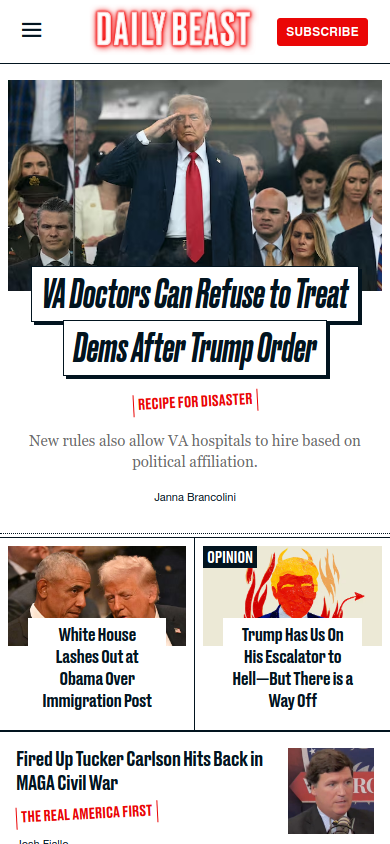 DAILY BEAST
SUBSCRIBE
VA Doctors Can Refuse to Treat
Dems After Trump Order
RECIPE FOR DISASTER
New rules also allow VA hospitals to hire based on
political affiliation.
Janna Brancolini
OPINION
White House
Lashes Out at
Obama Over
Immigration Post
Trump Has Us On
His Escalator to
Hell—But There is a
Way Off
Fired Up Tucker Carlson Hits Back in
MAGA Civil War
THE REAL AMERICA FIRST